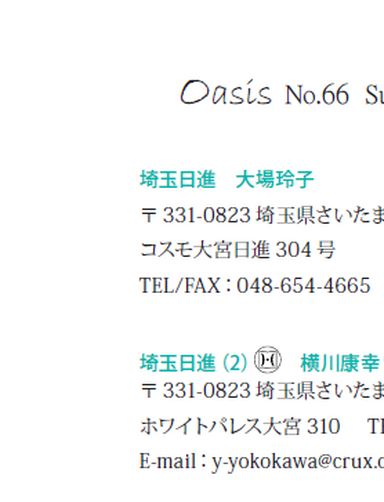 Oasis No.66
埼玉日進　大場玲子
〒331-0823 埼玉県さいたま
コスモ大宮日進 304 号
TEL/FAX：048-654-4665
埼玉日進（2） 横川康幸
〒331-0823 埼玉県さいたま
ホワイトパレス大宮 310
E-mail：y-yokokawa@crux.